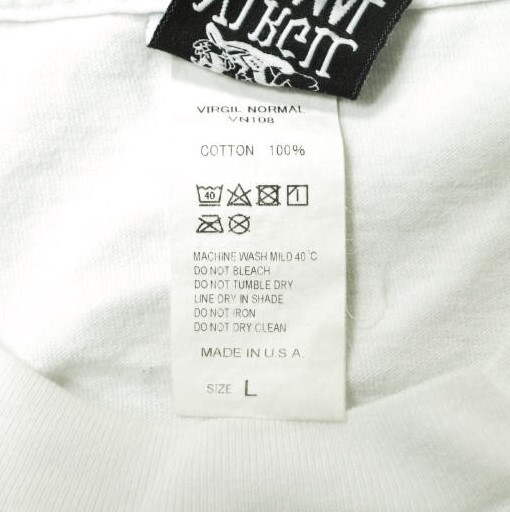 VIRGIL NORMAL
VN108
COTTON 100%
40
MACHINE WASH MILD 40°C
DO NOT BLEACH
DO NOT TUMBLE DRY
LINE DRY IN SHADE
DO NOT IRON
DO NOT DRY CLEAN
MADE IN U.S.A.
SIZE L